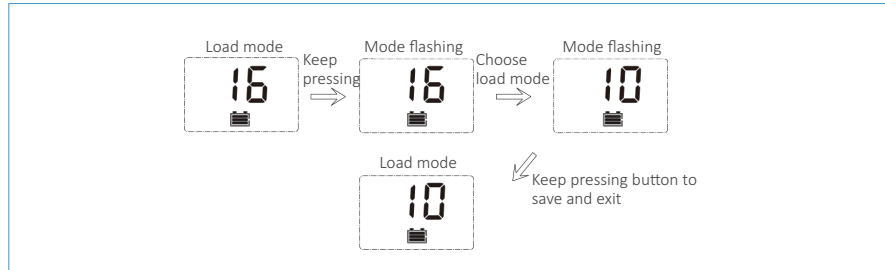 Load mode
Keep
pressing
Mode flashing
Choose
load mode
Mode flashing
16
16
10
Load mode
Keep pressing button to
save and exit
10